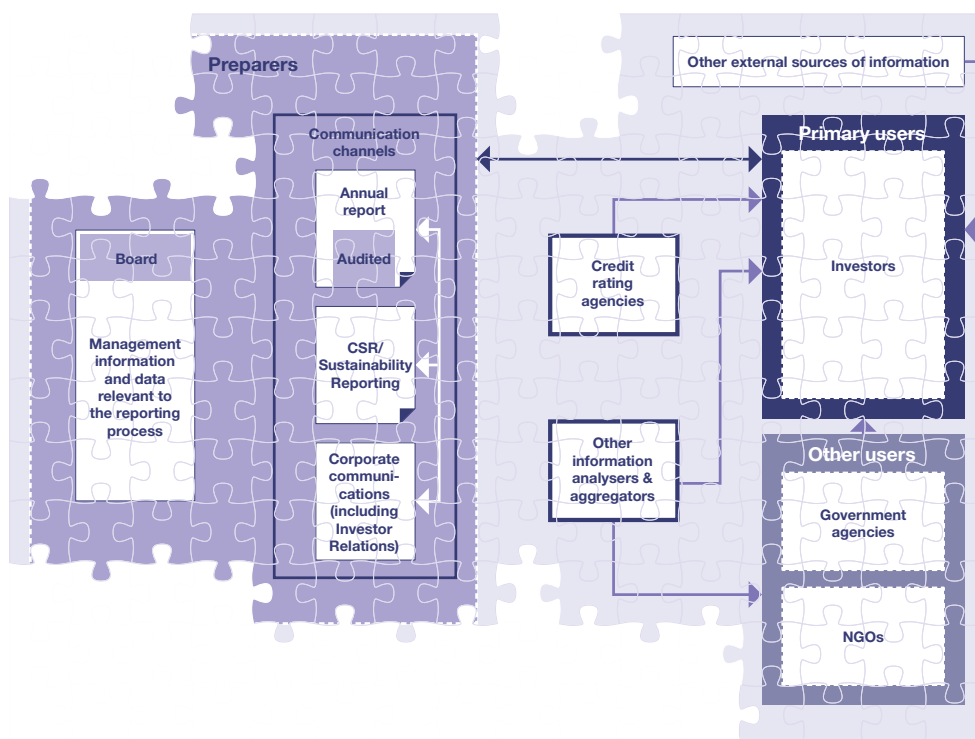 Preparers
Other external sources of information
Communication
channels
Primary users
Annual
report
Audited
Board
Credit
rating
agencies
Investors
Management
information
and data
relevant to
the reporting
process
CSR/
Sustainability
Reporting
Corporate
communi-
cations
(including
Investor
Relations)
Other
information
analysers &
aggregators
Other users
Government
agencies
NGOs